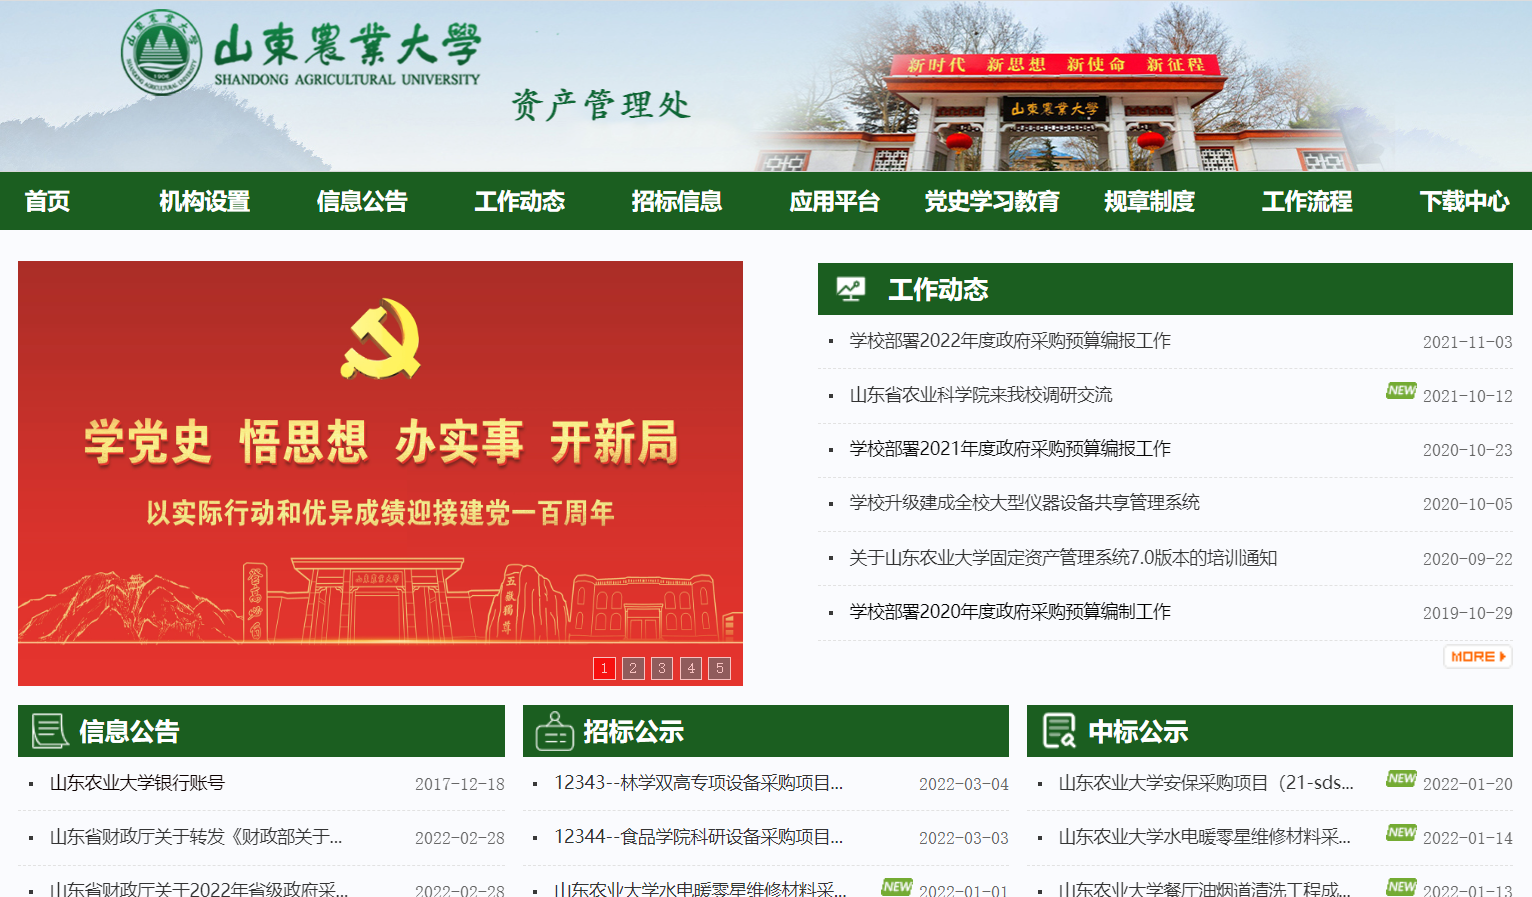 山東農業大學
SHANDONG AGRICULTURAL UNIVERSITY
资产管理处
新时代 新思想 新使命 新征程
山東農業大學
首页 机构设置 信息公告 工作动态 招标信息 应用平台 党史学习教育 规章制度 工作流程 下载中心
学党史 悟思想 办实事 开新局
以实际行动和优异成绩迎接建党一百周年
山東農業大學
五嶽獨尊
1 2 3 4 5
工作动态
学校部署2022年度政府采购预算编报工作 2021-11-03
山东省农业科学院来我校调研交流 NEW 2021-10-12
学校部署2021年度政府采购预算编报工作 2020-10-23
学校升级建成全校大型仪器设备共享管理系统 2020-10-05
关于山东农业大学固定资产管理系统7.0版本的培训通知 2020-09-22
学校部署2020年度政府采购预算编制工作 2019-10-29
MORE
信息公告
山东农业大学银行账号 2017-12-18
山东省财政厅关于转发《财政部关于... 2022-02-28
山东省财政厅关于2022年省级政府采... 2022-02-28
招标公示
12343--林学双高专项设备采购项目... 2022-03-04
12344--食品学院科研设备采购项目... 2022-03-03
山东农业大学水电暖零星维修材料采... NEW 2022-01-01
中标公示
山东农业大学安保采购项目（21-sds... NEW 2022-01-20
山东农业大学水电暖零星维修材料采... NEW 2022-01-14
山东农业大学餐厅油烟道清洗工程成... NEW 2022-01-13